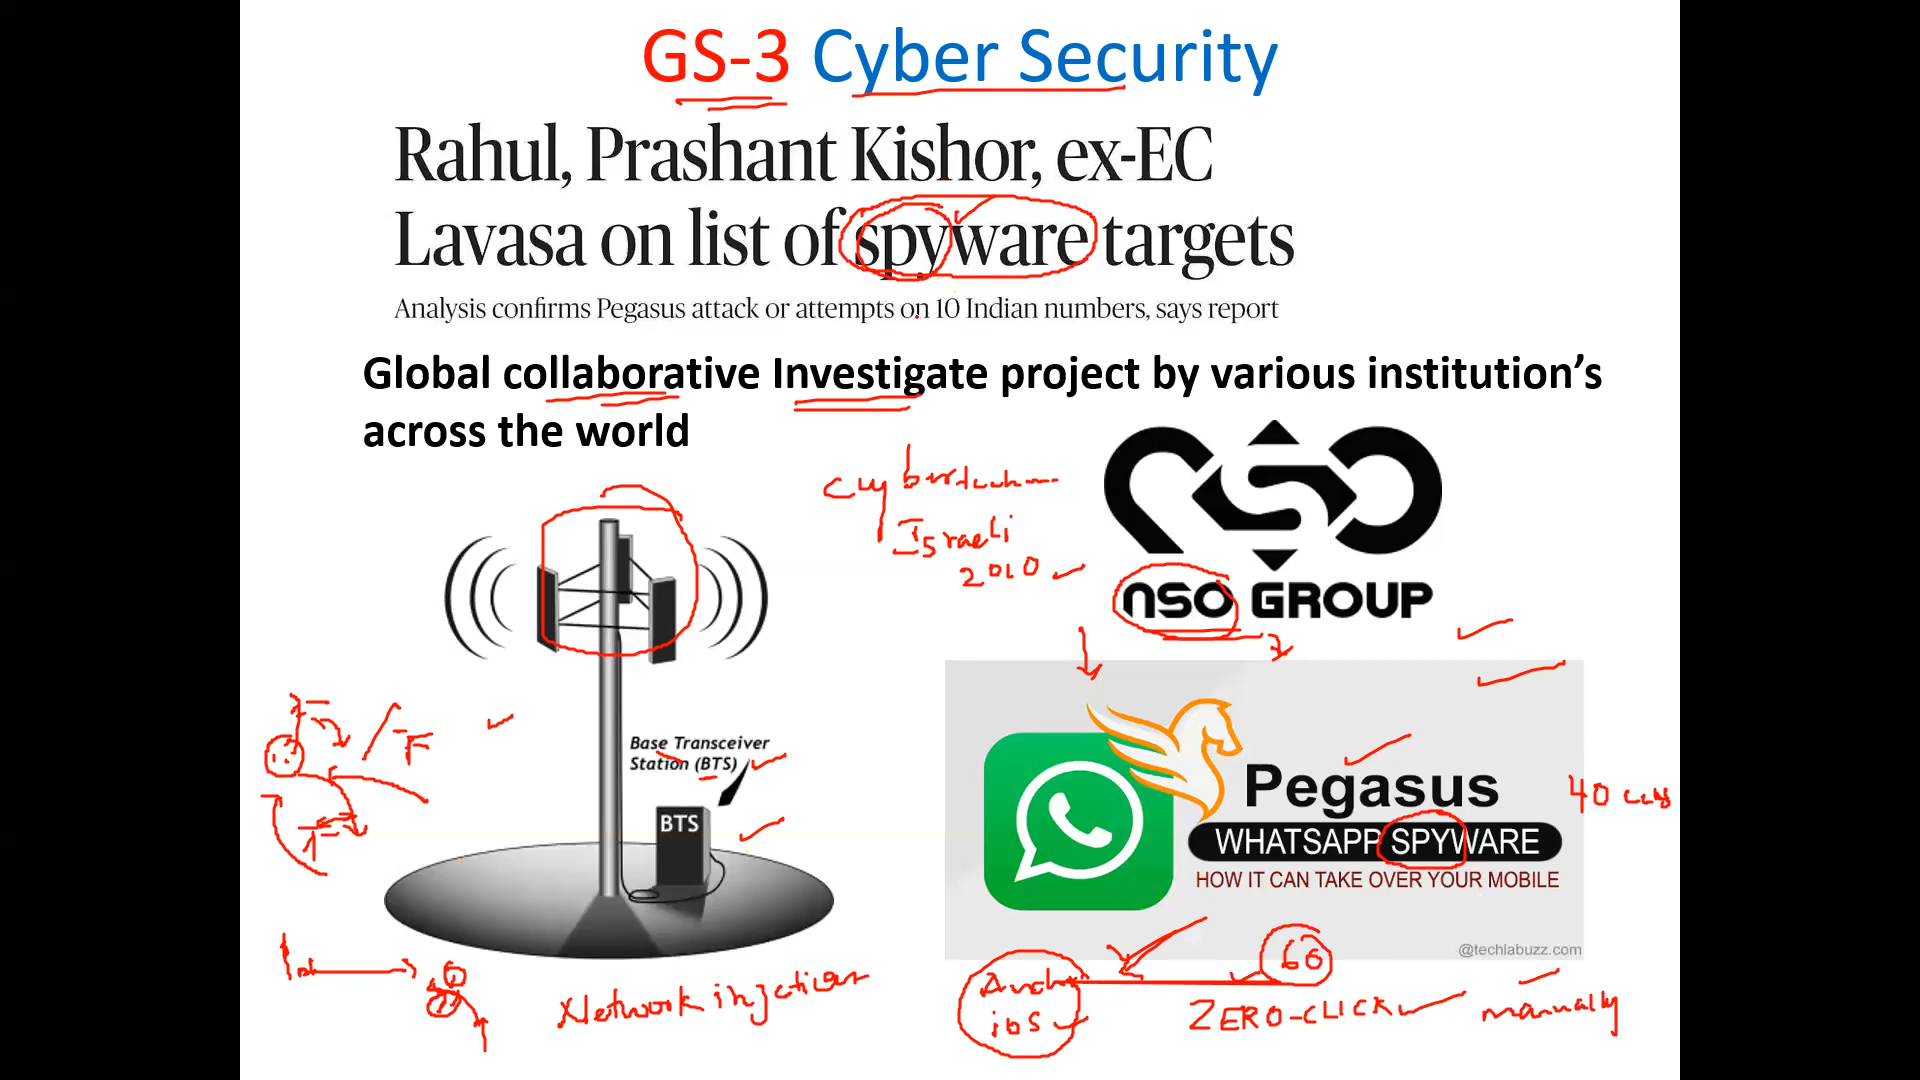 GS-3 Cyber Security
Rahul, Prashant Kishor, ex-EC
Lavasa on list of spyware targets
Analysis confirms Pegasus attack or attempts on 10 Indian numbers, says report
Global collaborative Investigate project by various institution’s
across the world
Israeli
2010
nso GROUP
Base Transceiver
Station (BTS)
BTS
Pegasus
WHATSAPP SPYWARE
HOW IT CAN TAKE OVER YOUR MOBILE
40
@techlabuzz.com
60
ios
Network injection
ZERO-CLICK
manually